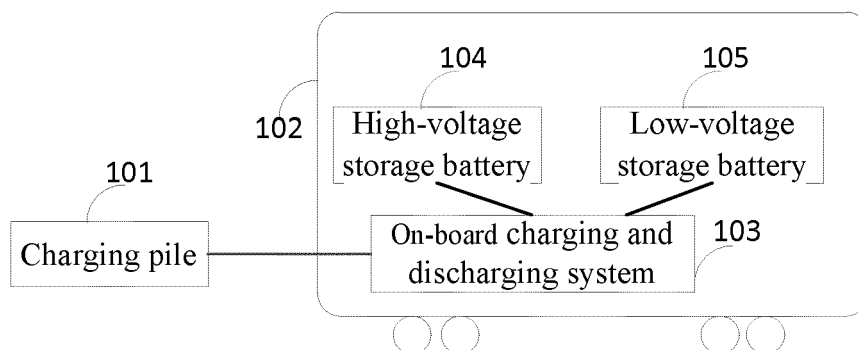 104
105
102
High-voltage
storage battery
Low-voltage
storage battery
101
Charging pile
On-board charging and
discharging system
103